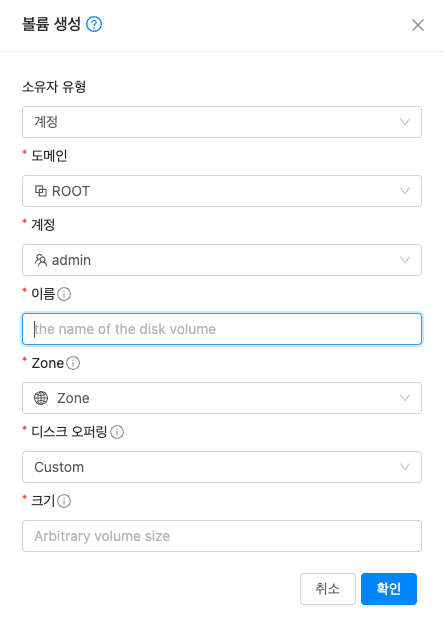 볼륨 생성
소유자 유형
계정
* 도메인
ROOT
* 계정
admin
* 이름
the name of the disk volume
* Zone
Zone
* 디스크 오퍼링
Custom
* 크기
Arbitrary volume size
취소 확인